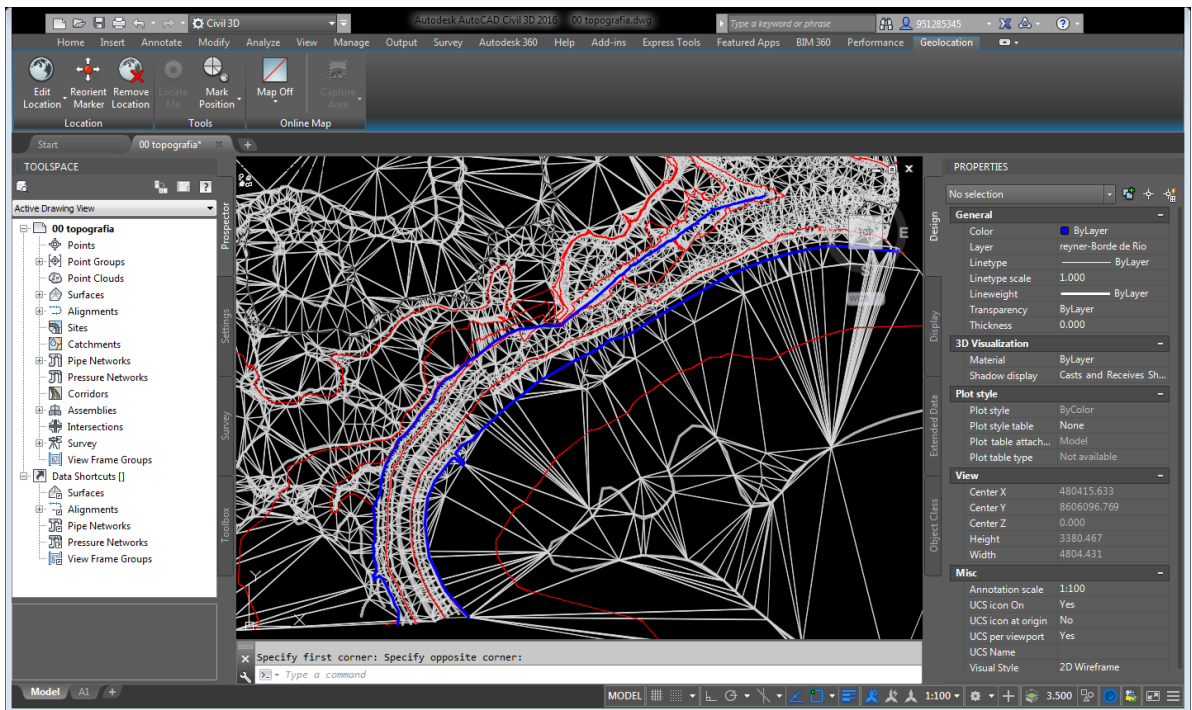 Civil 3D
Autodesk AutoCAD Civil 3D 2016 00 topografia.dwg
Type a keyword or phrase
951285345
Home Insert Annotate Modify Analyze View Manage Output Survey Autodesk 360 Help Add-ins Express Tools Featured Apps BIM 360 Performance Geolocation
Edit Reorient Remove Locate Mark Map Off Capture
Location Marker Location Me Position Area
Location Tools Online Map
Start 00 topografia* ×
TOOLSPACE
Active Drawing View
00 topografia
Points
Point Groups
Point Clouds
Surfaces
Alignments
Sites
Catchments
Pipe Networks
Pressure Networks
Corridors
Assemblies
Intersections
Survey
View Frame Groups
Data Shortcuts []
Surfaces
Alignments
Pipe Networks
Pressure Networks
View Frame Groups
Prospector
Settings
Survey
Toolbox
TOP
E
S
Y
X
Specify first corner: Specify opposite corner:
Type a command
Design
Display
Extended Data
Object Class
PROPERTIES
No selection
General
Color ByLayer
Layer reyner-Borde de Rio
Linetype ByLayer
Linetype scale 1.000
Lineweight ByLayer
Transparency ByLayer
Thickness 0.000
3D Visualization
Material ByLayer
Shadow display Casts and Receives Sh...
Plot style
Plot style ByColor
Plot style table None
Plot table attach... Model
Plot table type Not available
View
Center X 480415.633
Center Y 8606096.769
Center Z 0.000
Height 3380.467
Width 4804.431
Misc
Annotation scale 1:100
UCS icon On Yes
UCS icon at origin No
UCS per viewport Yes
UCS Name
Visual Style 2D Wireframe
Model A1 +
MODEL 1:100 3.500